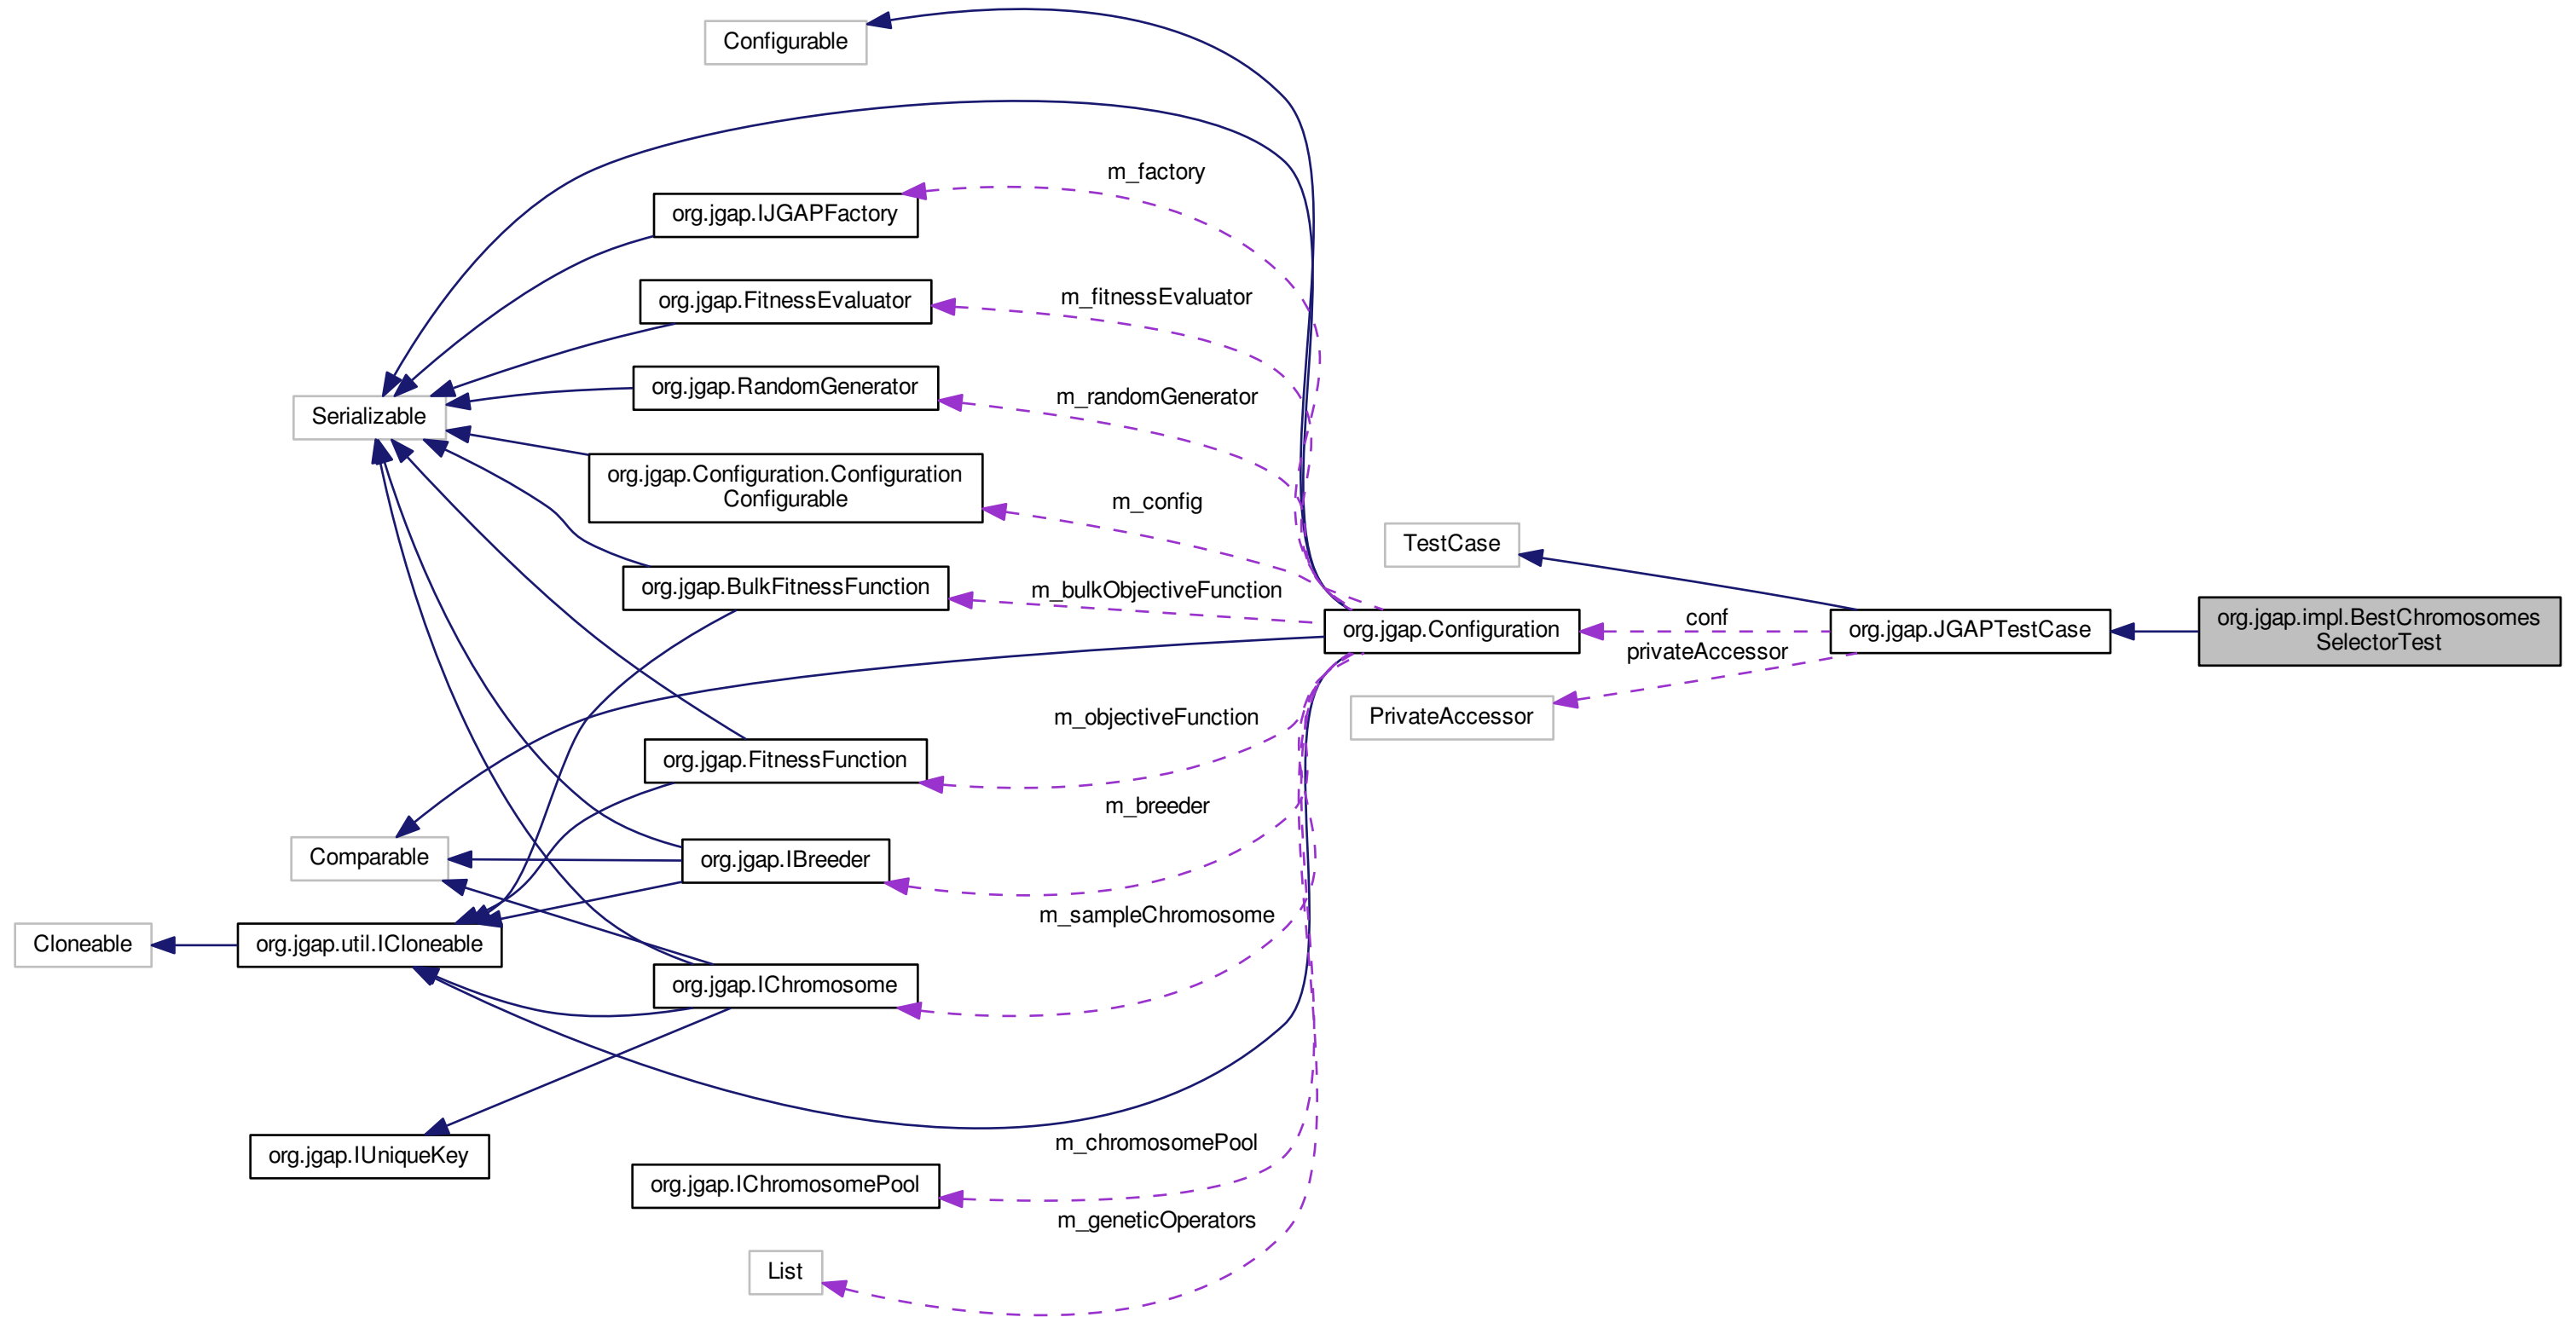 Configurable
m_factory
org.jgap.IJGAPFactory
org.jgap.FitnessEvaluator
m_fitnessEvaluator
org.jgap.RandomGenerator
m_randomGenerator
Serializable
org.jgap.Configuration.Configuration
Configurable
m_config
TestCase
org.jgap.BulkFitnessFunction
m_bulkObjectiveFunction
org.jgap.Configuration
conf
privateAccessor
org.jgap.JGAPTestCase
org.jgap.impl.BestChromosomes
SelectorTest
PrivateAccessor
m_objectiveFunction
org.jgap.FitnessFunction
m_breeder
Comparable
org.jgap.IBreeder
m_sampleChromosome
Cloneable
org.jgap.util.ICloneable
org.jgap.IChromosome
m_chromosomePool
org.jgap.IUniqueKey
org.jgap.IChromosomePool
m_geneticOperators
List